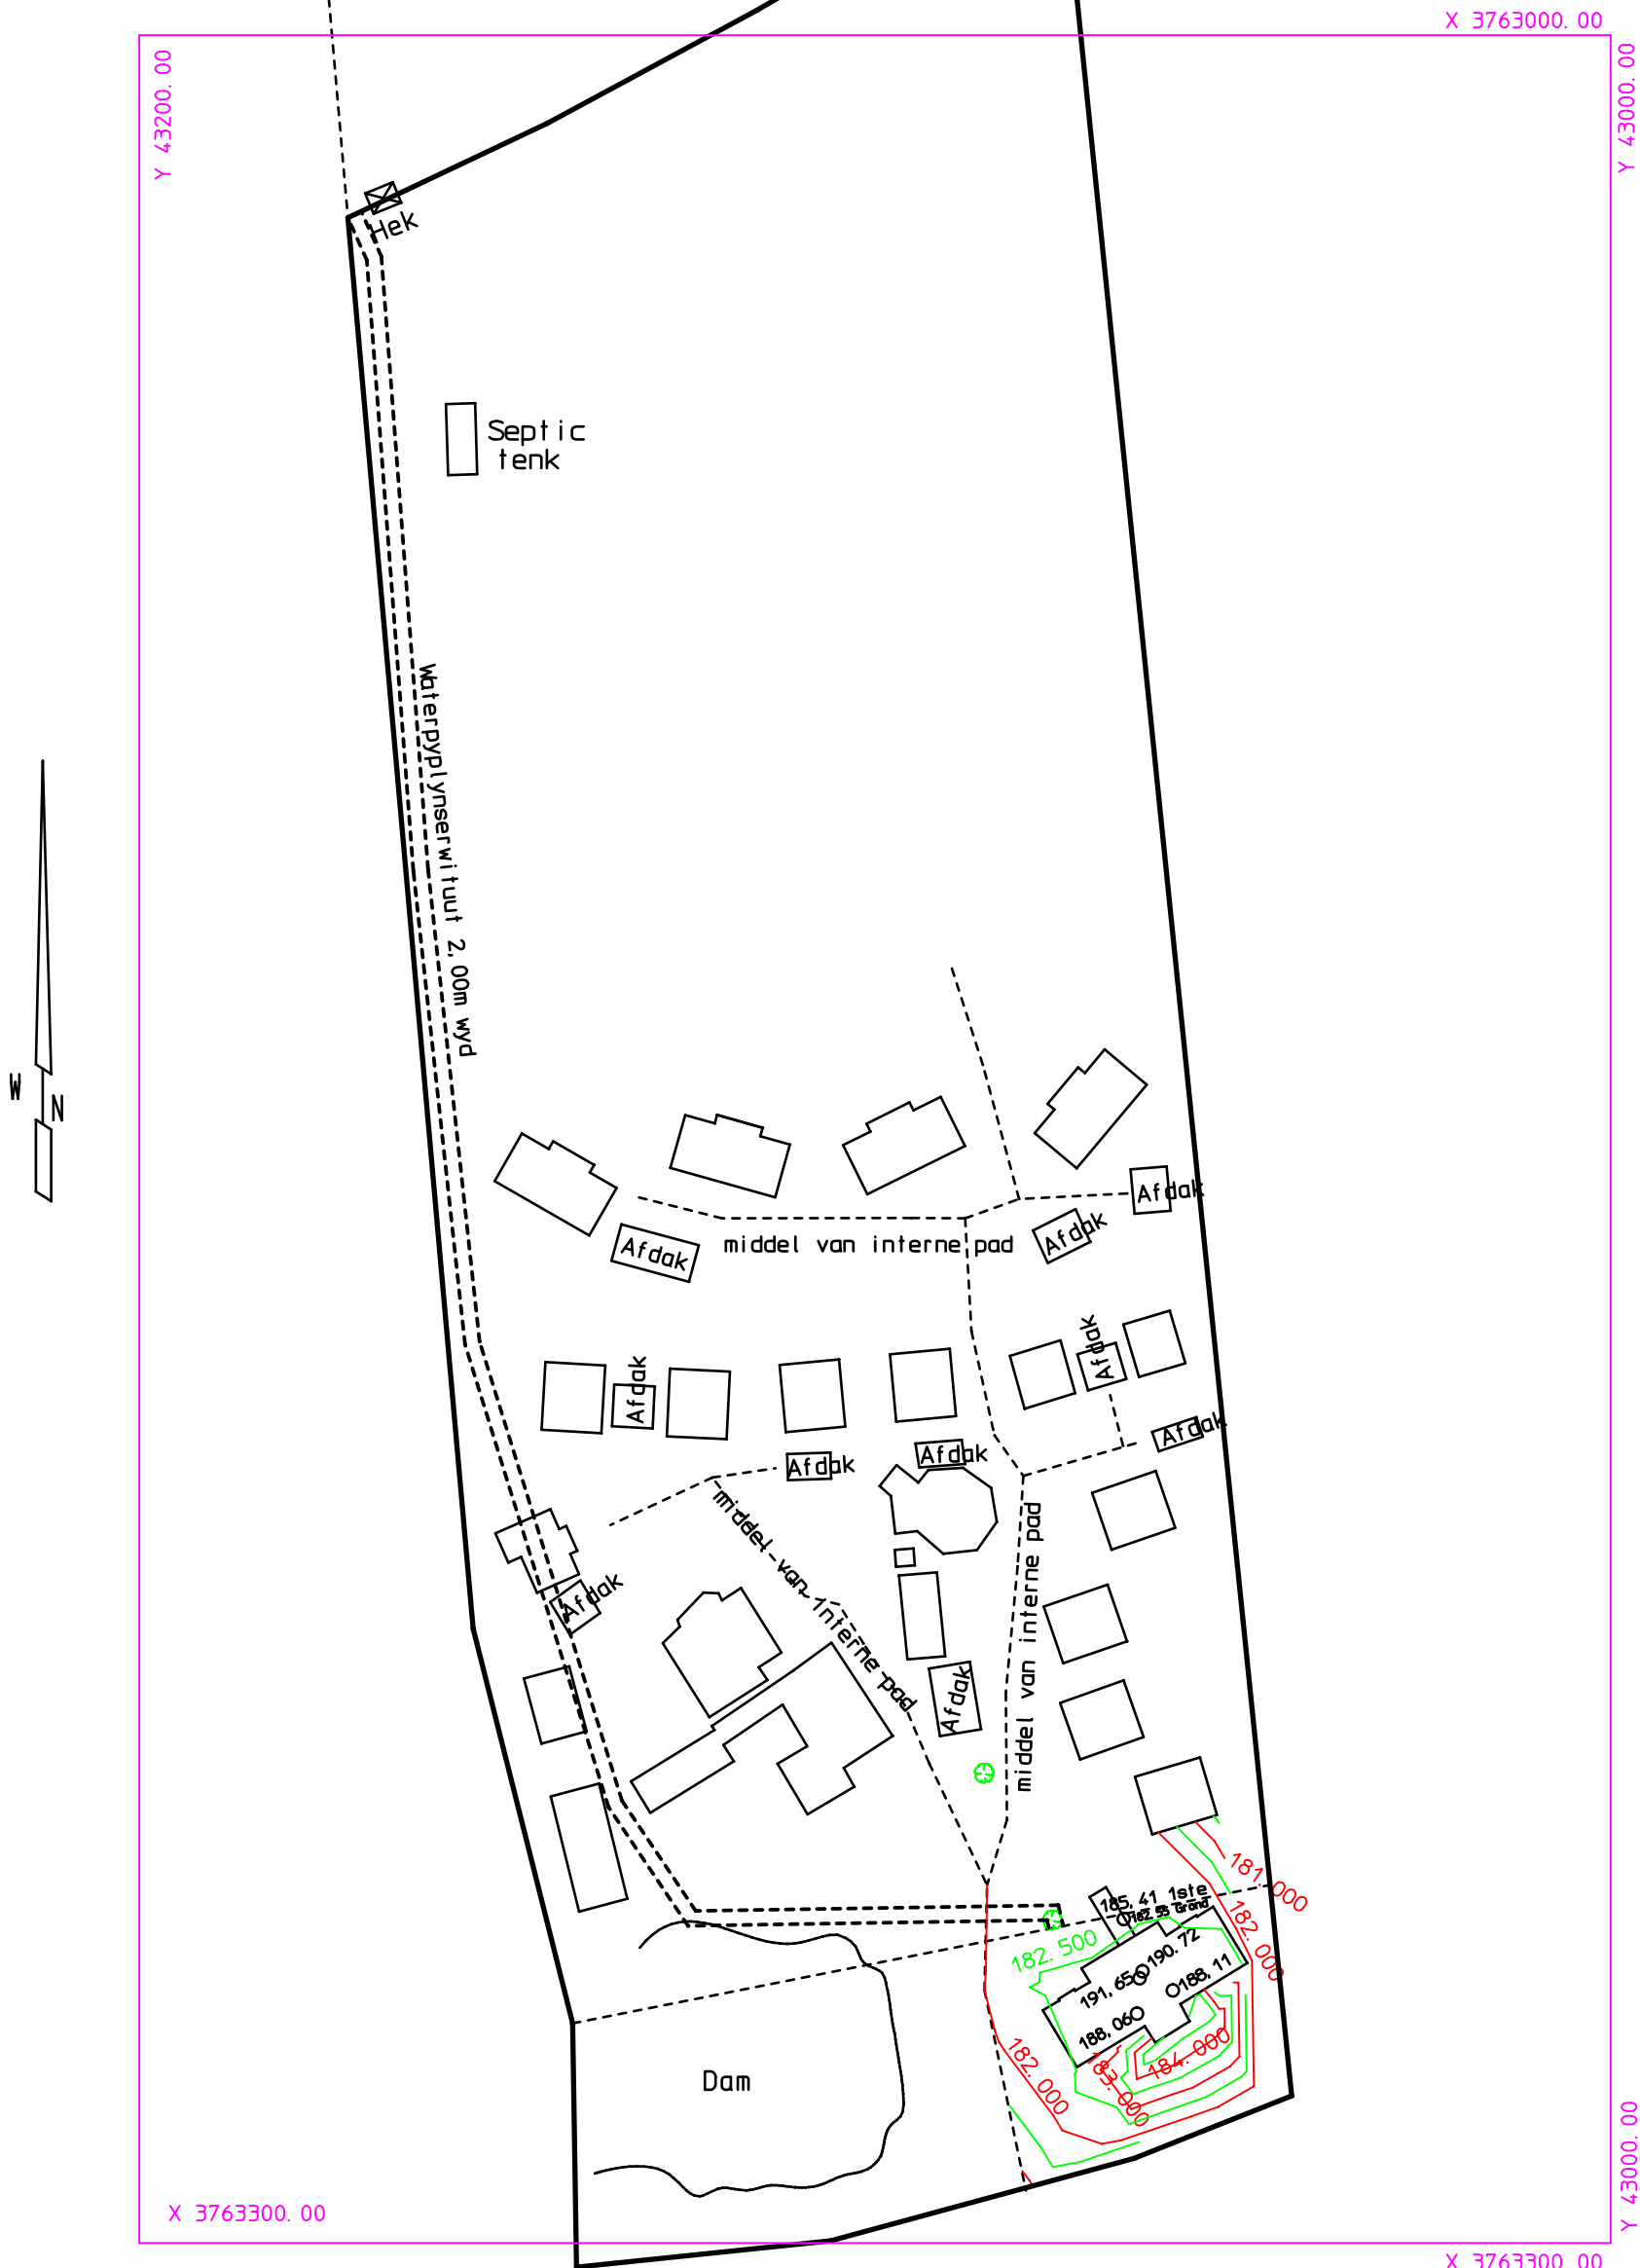 X 3763000.00
Y 43200.00
Y 43000.00
Hek
Septic
tenk
Waterpyplynserwituut 2,00m wyd
W
N
Afdak
Afdak
Afdak
middel van interne pad
Afdak
Afdak
Afdak
Afdak
Afdak
middel van interne pad
middel van interne pad
Afdak
Afdak
181.000
185,41 1ste
182.55 Grond
182.000
182.500
190.72
191,65
188,11
188,06
184.000
182.000
183.000
Dam
Y 43000.00
X 3763300.00
X 3763300.00